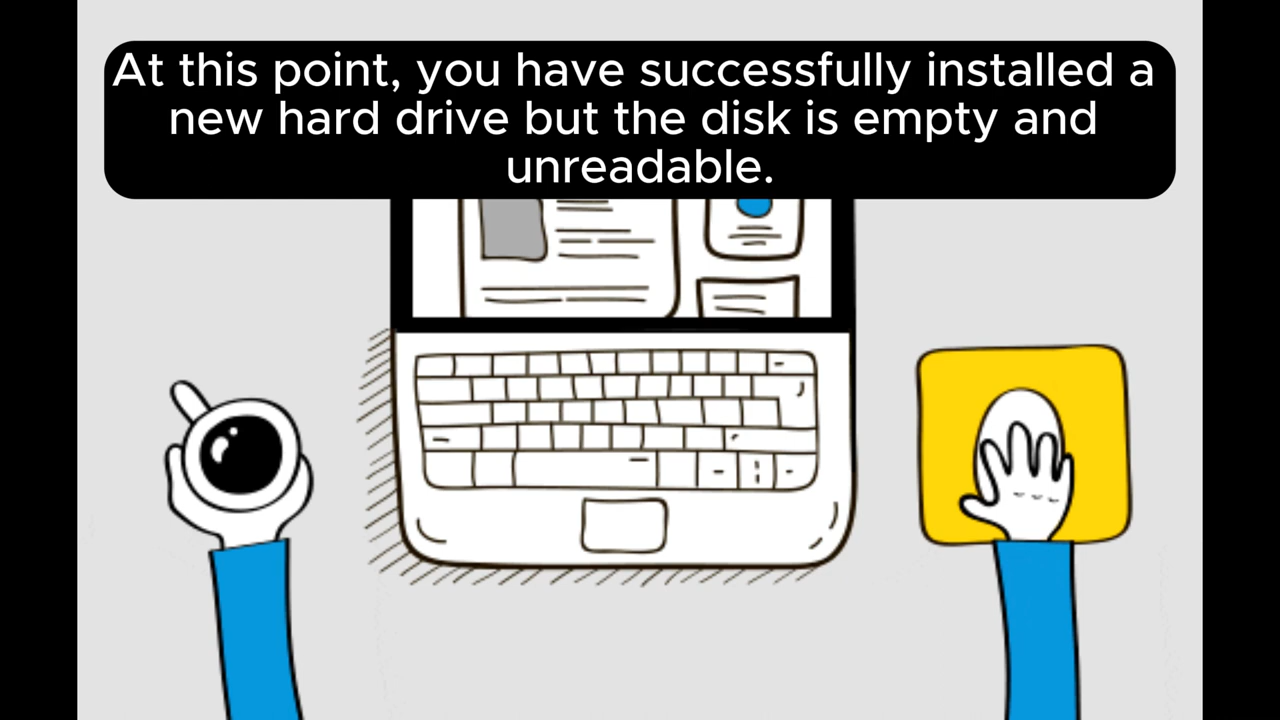 At this point, you have successfully installed a
new hard drive but the disk is empty and
unreadable.